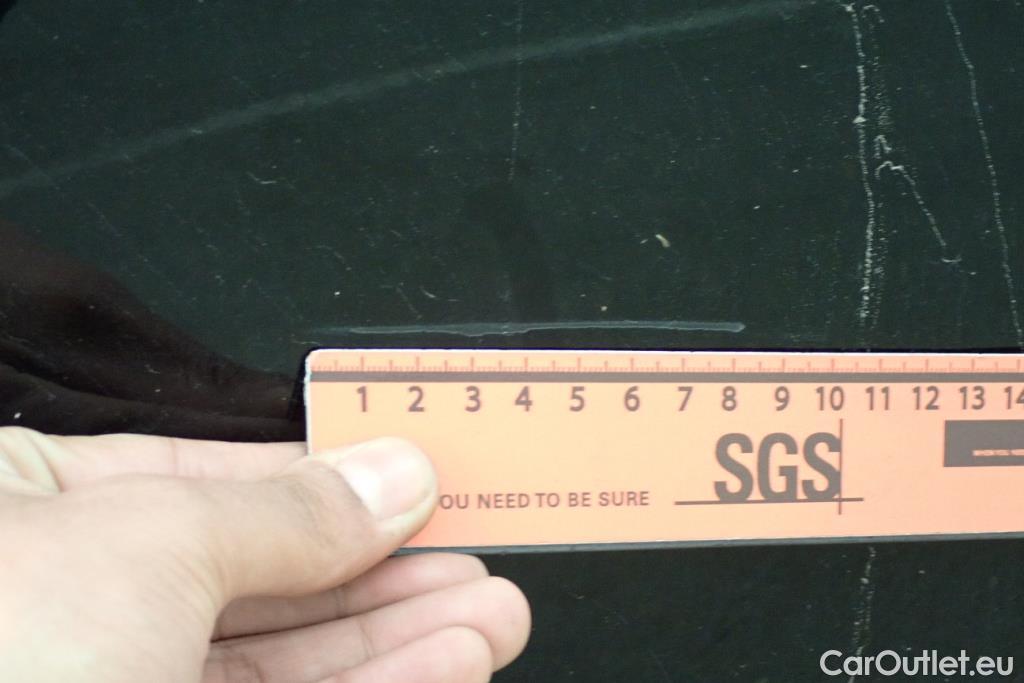 1 2 3 4 5 6 7 8 9 10 11 12 13 14
SGS
OU NEED TO BE SURE
CarOutlet.eu